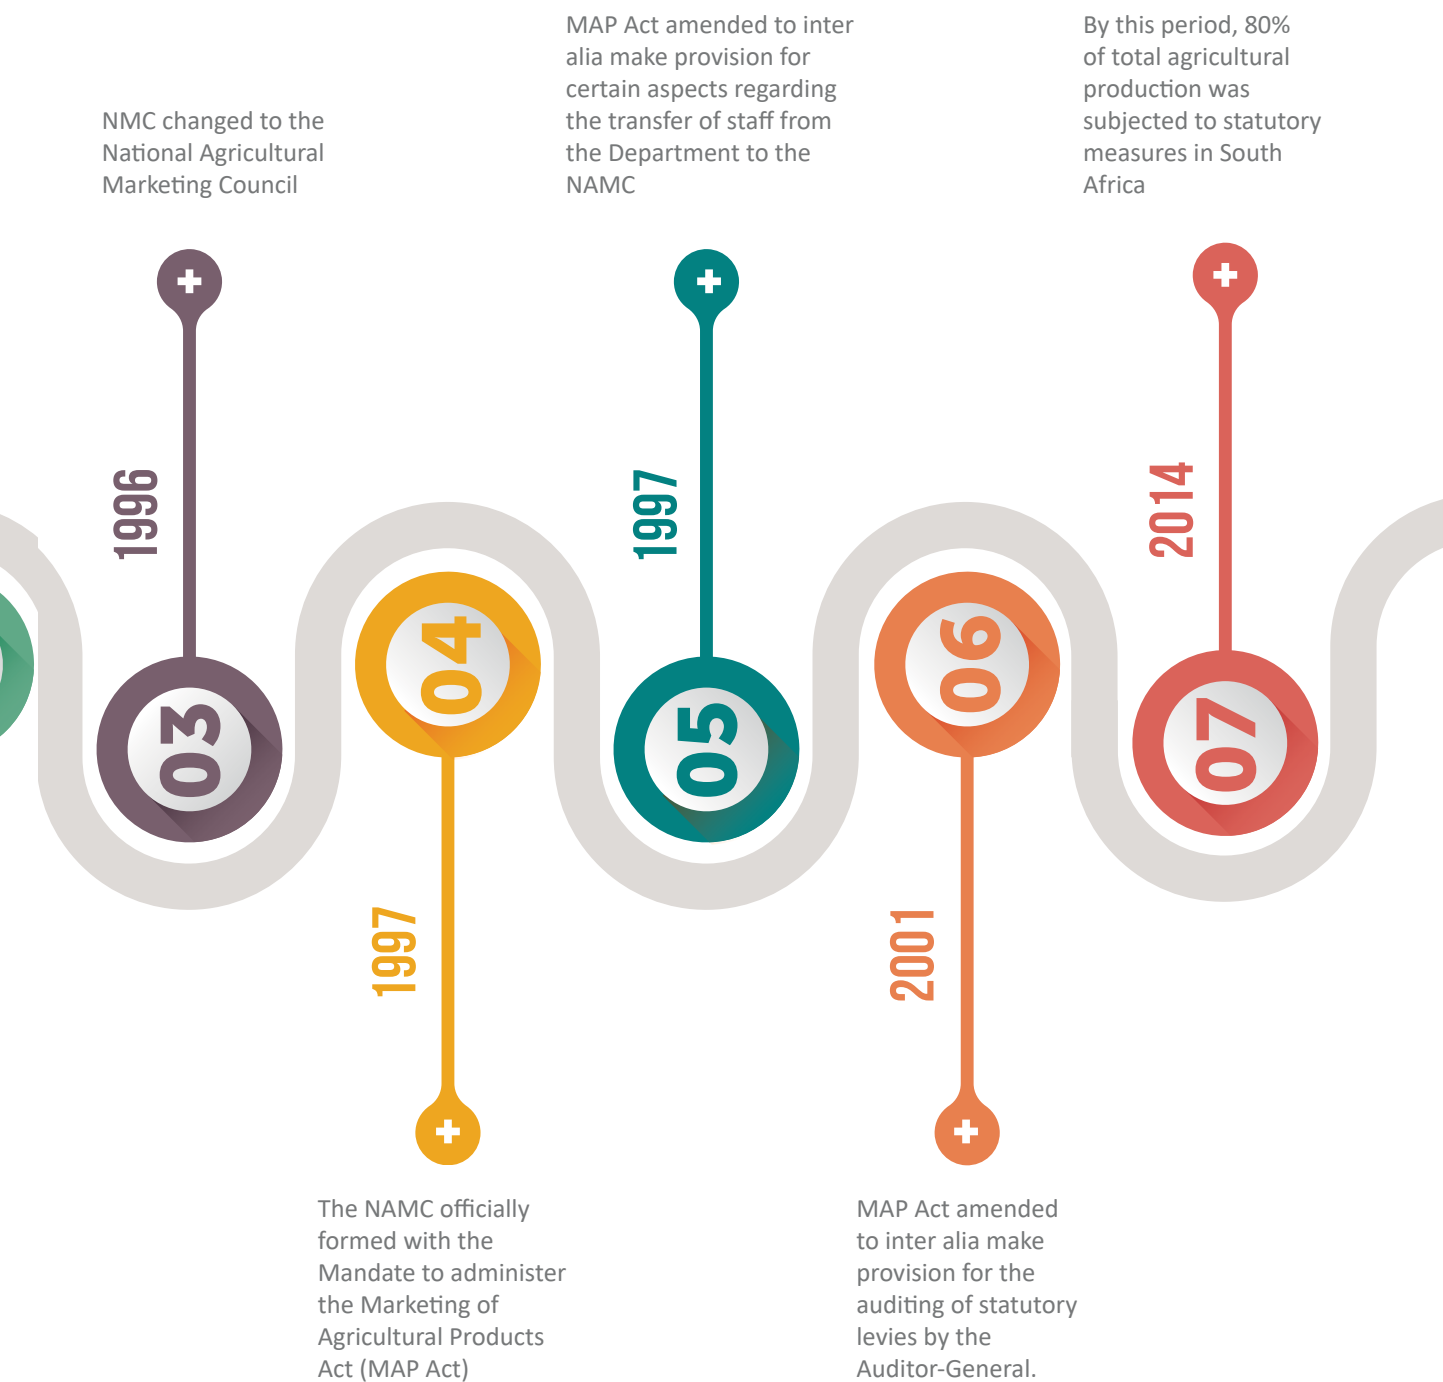 NMC changed to the
National Agricultural
Marketing Council
1996
03
04
1997
The NAMC officially
formed with the
Mandate to administer
the Marketing of
Agricultural Products
Act (MAP Act)
MAP Act amended to inter
alia make provision for
certain aspects regarding
the transfer of staff from
the Department to the
NAMC
1997
05
06
2001
MAP Act amended
to inter alia make
provision for the
auditing of statutory
levies by the
Auditor-General.
By this period, 80%
of total agricultural
production was
subjected to statutory
measures in South
Africa
2014
07